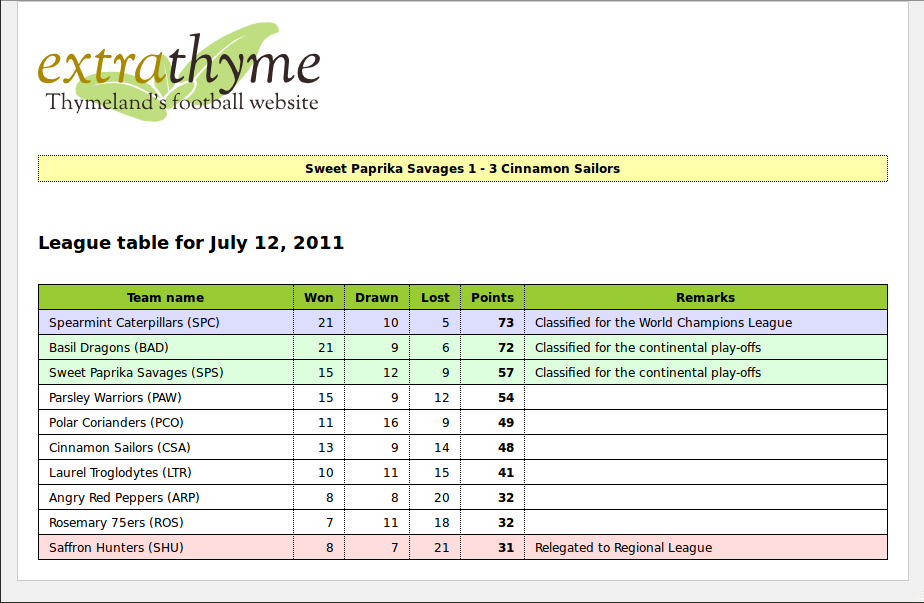 extrathyme
Thymeland's football website
Sweet Paprika Savages 1 - 3 Cinnamon Sailors
League table for July 12, 2011
Team name Won Drawn Lost Points Remarks
Spearmint Caterpillars (SPC) 21 10 5 73 Classified for the World Champions League
Basil Dragons (BAD) 21 9 6 72 Classified for the continental play-offs
Sweet Paprika Savages (SPS) 15 12 9 57 Classified for the continental play-offs
Parsley Warriors (PAW) 15 9 12 54
Polar Corianders (PCO) 11 16 9 49
Cinnamon Sailors (CSA) 13 9 14 48
Laurel Troglodytes (LTR) 10 11 15 41
Angry Red Peppers (ARP) 8 8 20 32
Rosemary 75ers (ROS) 7 11 18 32
Saffron Hunters (SHU) 8 7 21 31 Relegated to Regional League